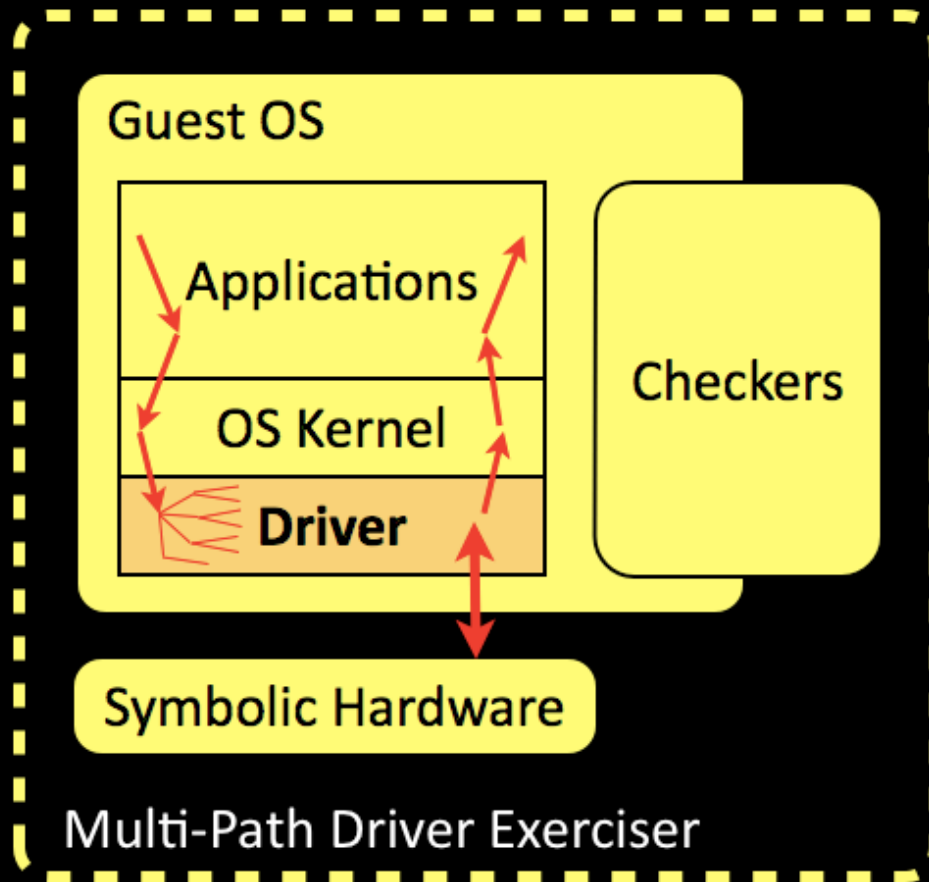 Guest OS
Applications
OS Kernel
Driver
Checkers
Symbolic Hardware
Multi-Path Driver Exerciser